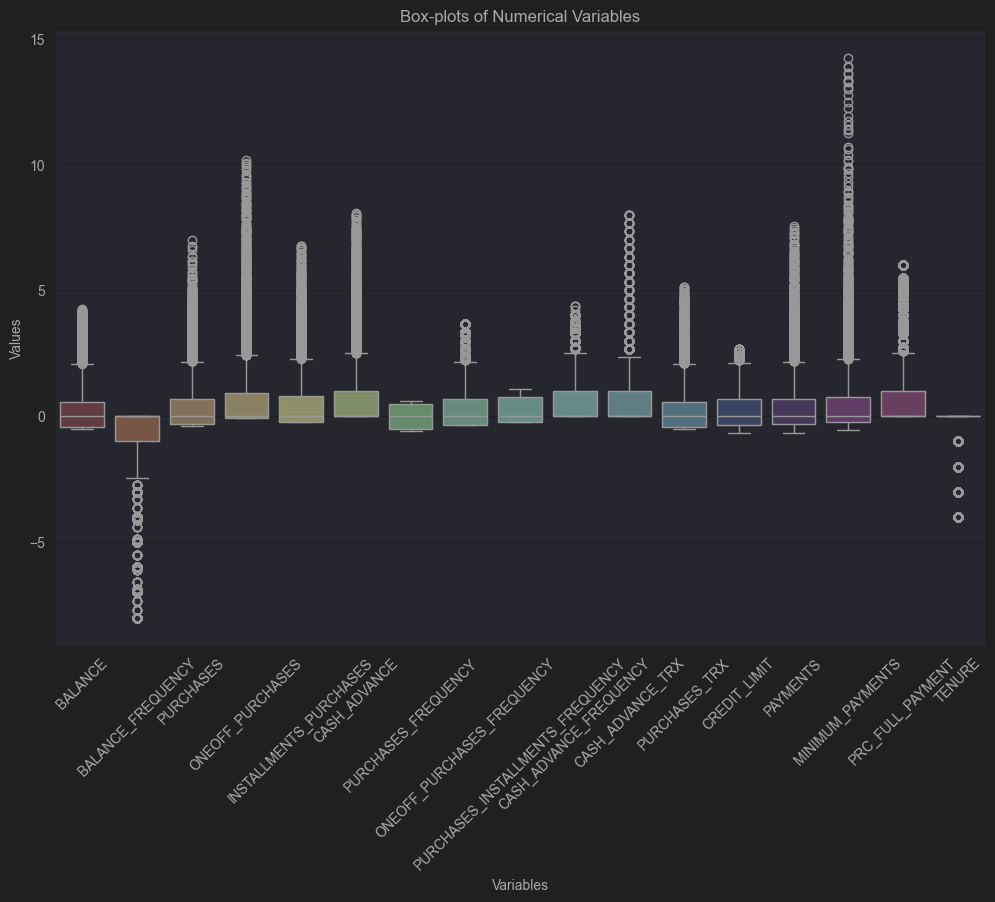 Box-plots of Numerical Variables
15
10
5
0
−5
Values
BALANCE
BALANCE_FREQUENCY
PURCHASES
ONEOFF_PURCHASES
INSTALLMENTS_PURCHASES
CASH_ADVANCE
PURCHASES_FREQUENCY
ONEOFF_PURCHASES_FREQUENCY
PURCHASES_INSTALLMENTS_FREQUENCY
CASH_ADVANCE_FREQUENCY
CASH_ADVANCE_TRX
PURCHASES_TRX
CREDIT_LIMIT
PAYMENTS
MINIMUM_PAYMENTS
PRC_FULL_PAYMENT
TENURE
Variables